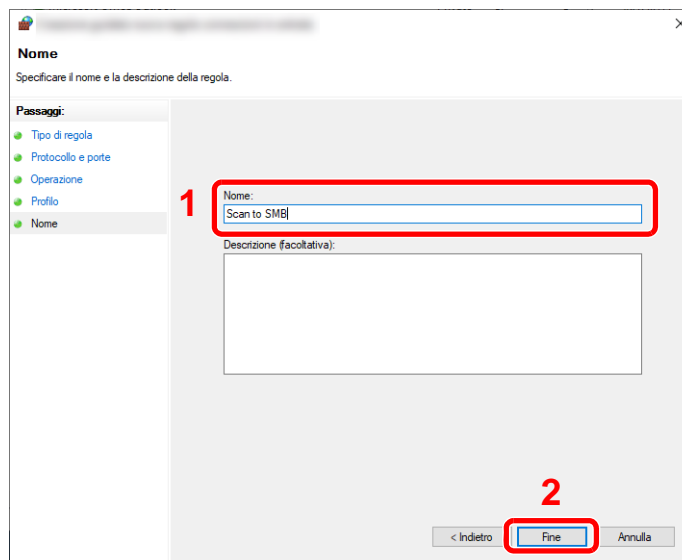 Nome
Specificare il nome e la descrizione della regola.
Passaggi:
Tipo di regola
Protocollo e porte
Operazione
Profilo
Nome
1
Nome:
Scan to SMB
Descrizione (facoltativa):
2
< Indietro
Fine
Annulla